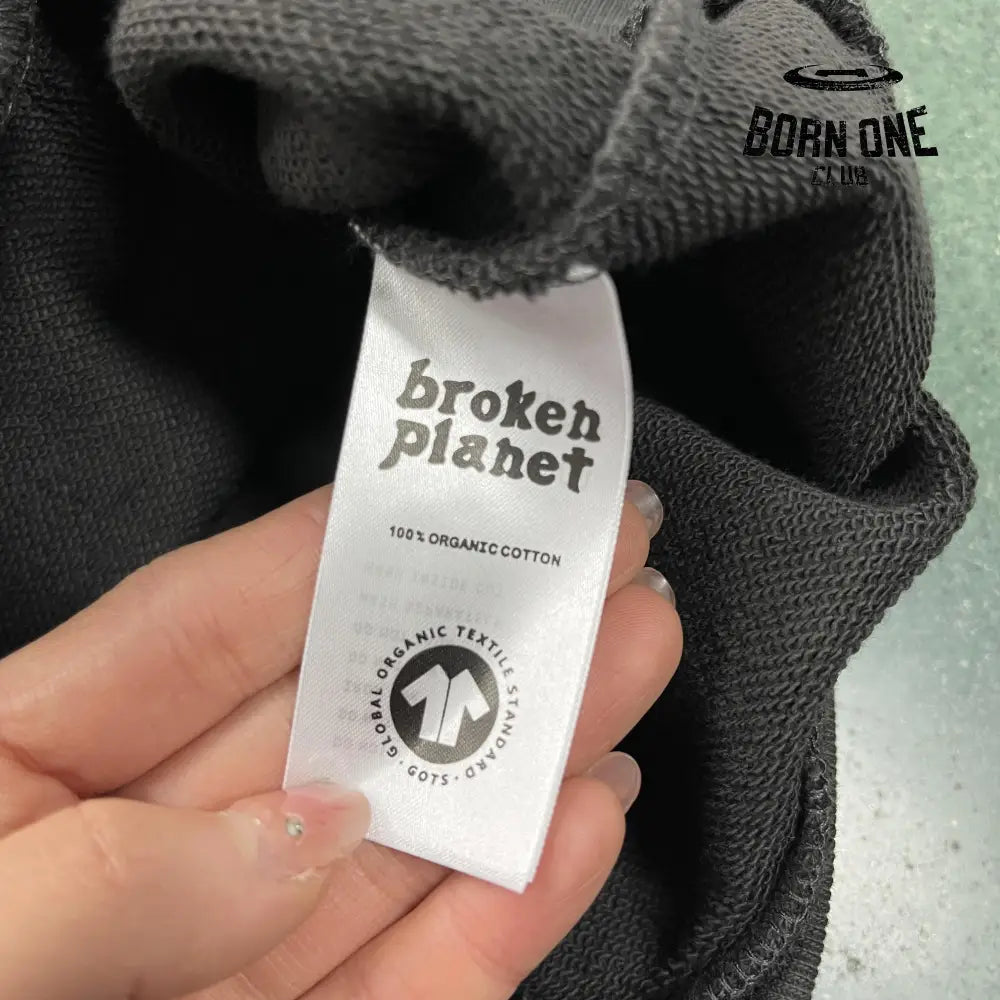 BORN ONE
CLUB
broken
planet
100% ORGANIC COTTON
GLOBAL ORGANIC TEXTILE STANDARD · GOTS ·